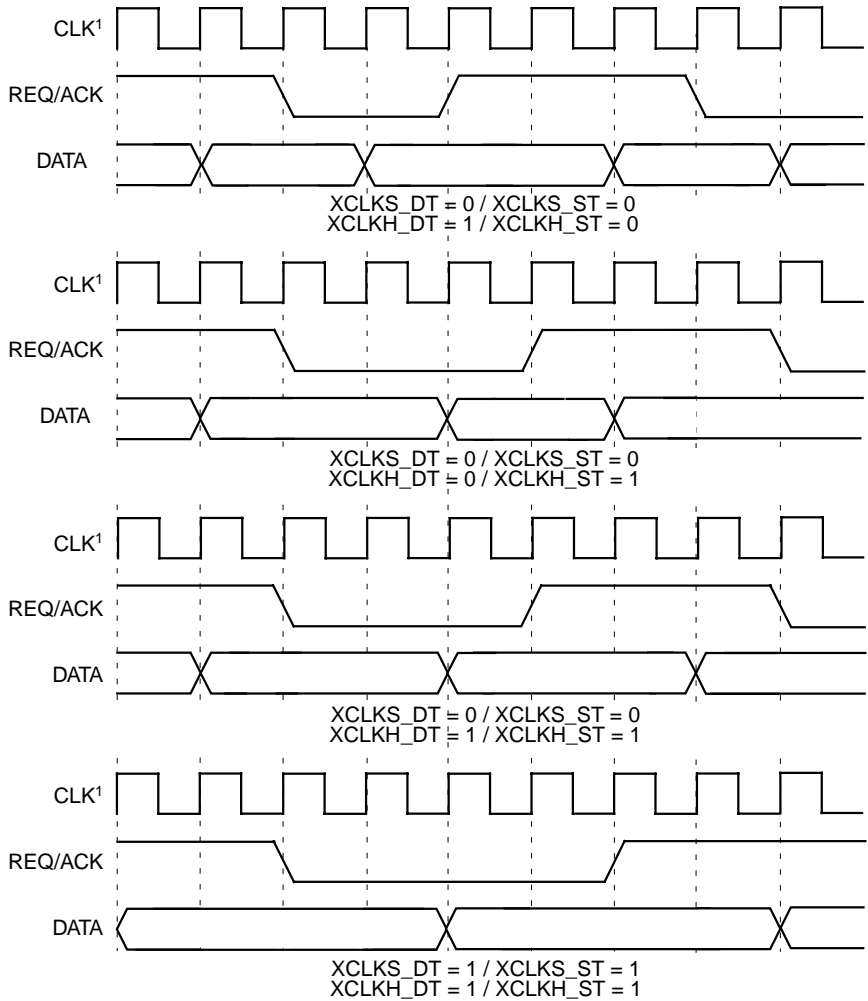 CLK¹
REQ/ACK
DATA
XCLKS_DT = 0 / XCLKS_ST = 0
XCLKH_DT = 1 / XCLKH_ST = 0
CLK¹
REQ/ACK
DATA
XCLKS_DT = 0 / XCLKS_ST = 0
XCLKH_DT = 0 / XCLKH_ST = 1
CLK¹
REQ/ACK
DATA
XCLKS_DT = 0 / XCLKS_ST = 0
XCLKH_DT = 1 / XCLKH_ST = 1
CLK¹
REQ/ACK
DATA
XCLKS_DT = 1 / XCLKS_ST = 1
XCLKH_DT = 1 / XCLKH_ST = 1